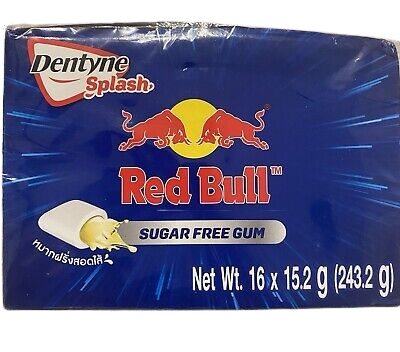 Dentyne
Splash
Red Bull™
SUGAR FREE GUM
หมากฝรั่งสอดไส้
Net Wt. 16 x 15.2 g (243.2 g)